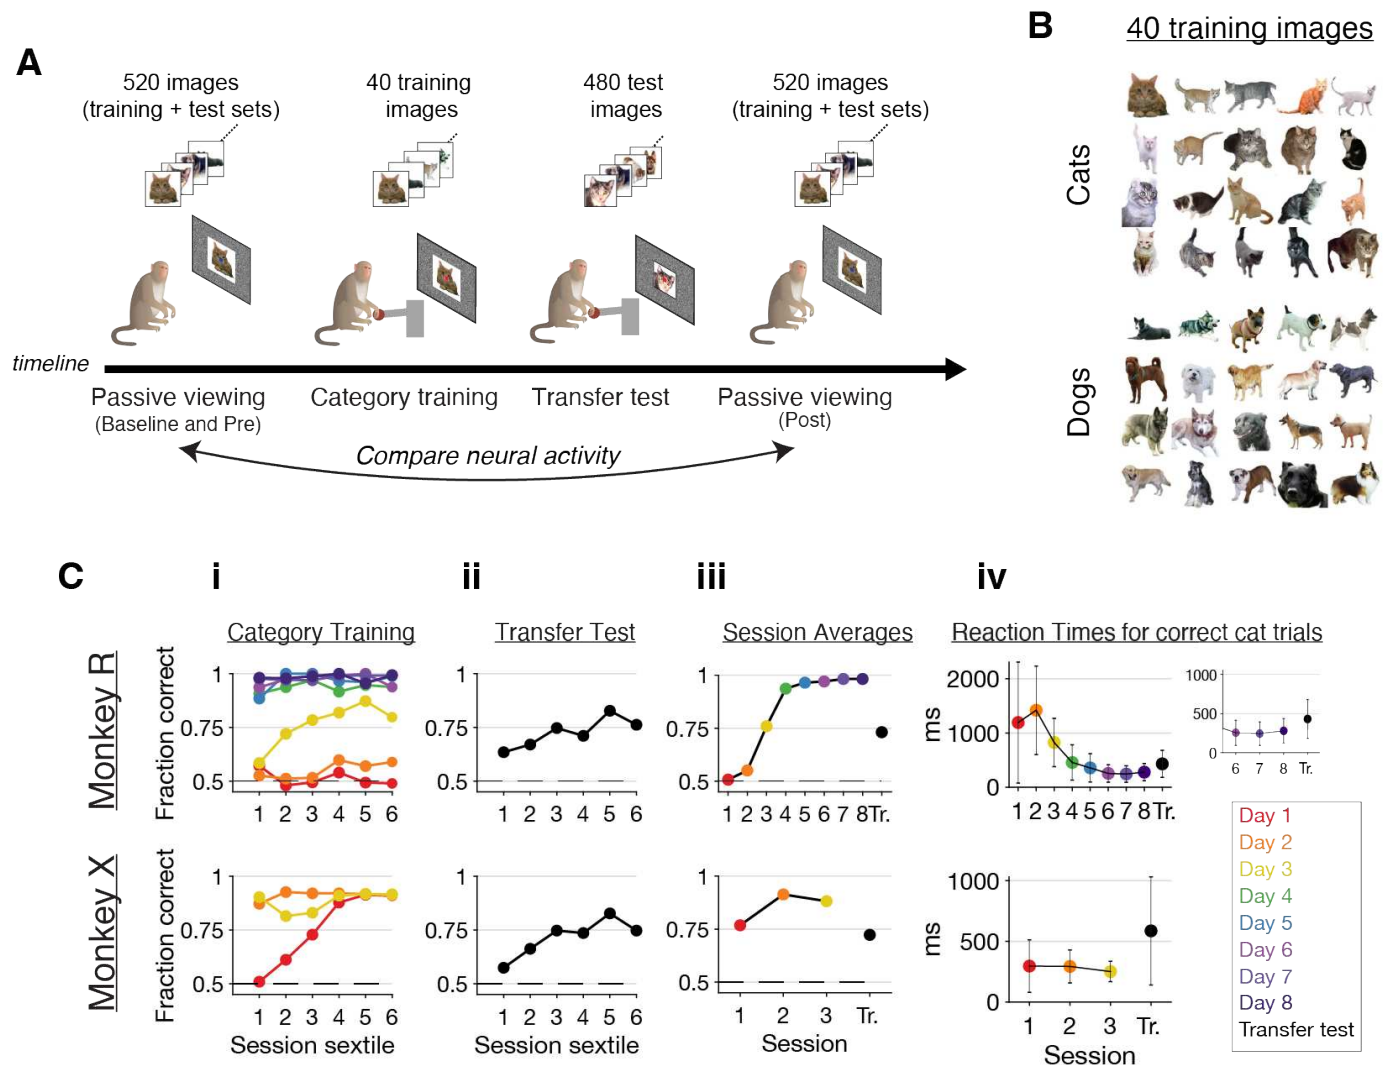 A
520 images
(training + test sets)
40 training
images
480 test
images
520 images
(training + test sets)
timeline
Passive viewing
(Baseline and Pre)
Category training
Transfer test
Passive viewing
(Post)
Compare neural activity
B
40 training images
Cats
Dogs
C
i
ii
iii
iv
Category Training
Transfer Test
Session Averages
Reaction Times for correct cat trials
Monkey R
Fraction correct
1
0.75
0.5
1 2 3 4 5 6
1
0.75
0.5
1 2 3 4 5 6
1
0.75
0.5
1 2 3 4 5 6 7 8Tr.
ms
2000
1000
0
1 2 3 4 5 6 7 8Tr.
1000
500
0
6 7 8 Tr.
Monkey X
Fraction correct
1
0.75
0.5
1 2 3 4 5 6
Session sextile
1
0.75
0.5
1 2 3 4 5 6
Session sextile
1
0.75
0.5
1 2 3 Tr.
Session
ms
1000
500
0
1 2 3 Tr.
Session
Day 1
Day 2
Day 3
Day 4
Day 5
Day 6
Day 7
Day 8
Transfer test